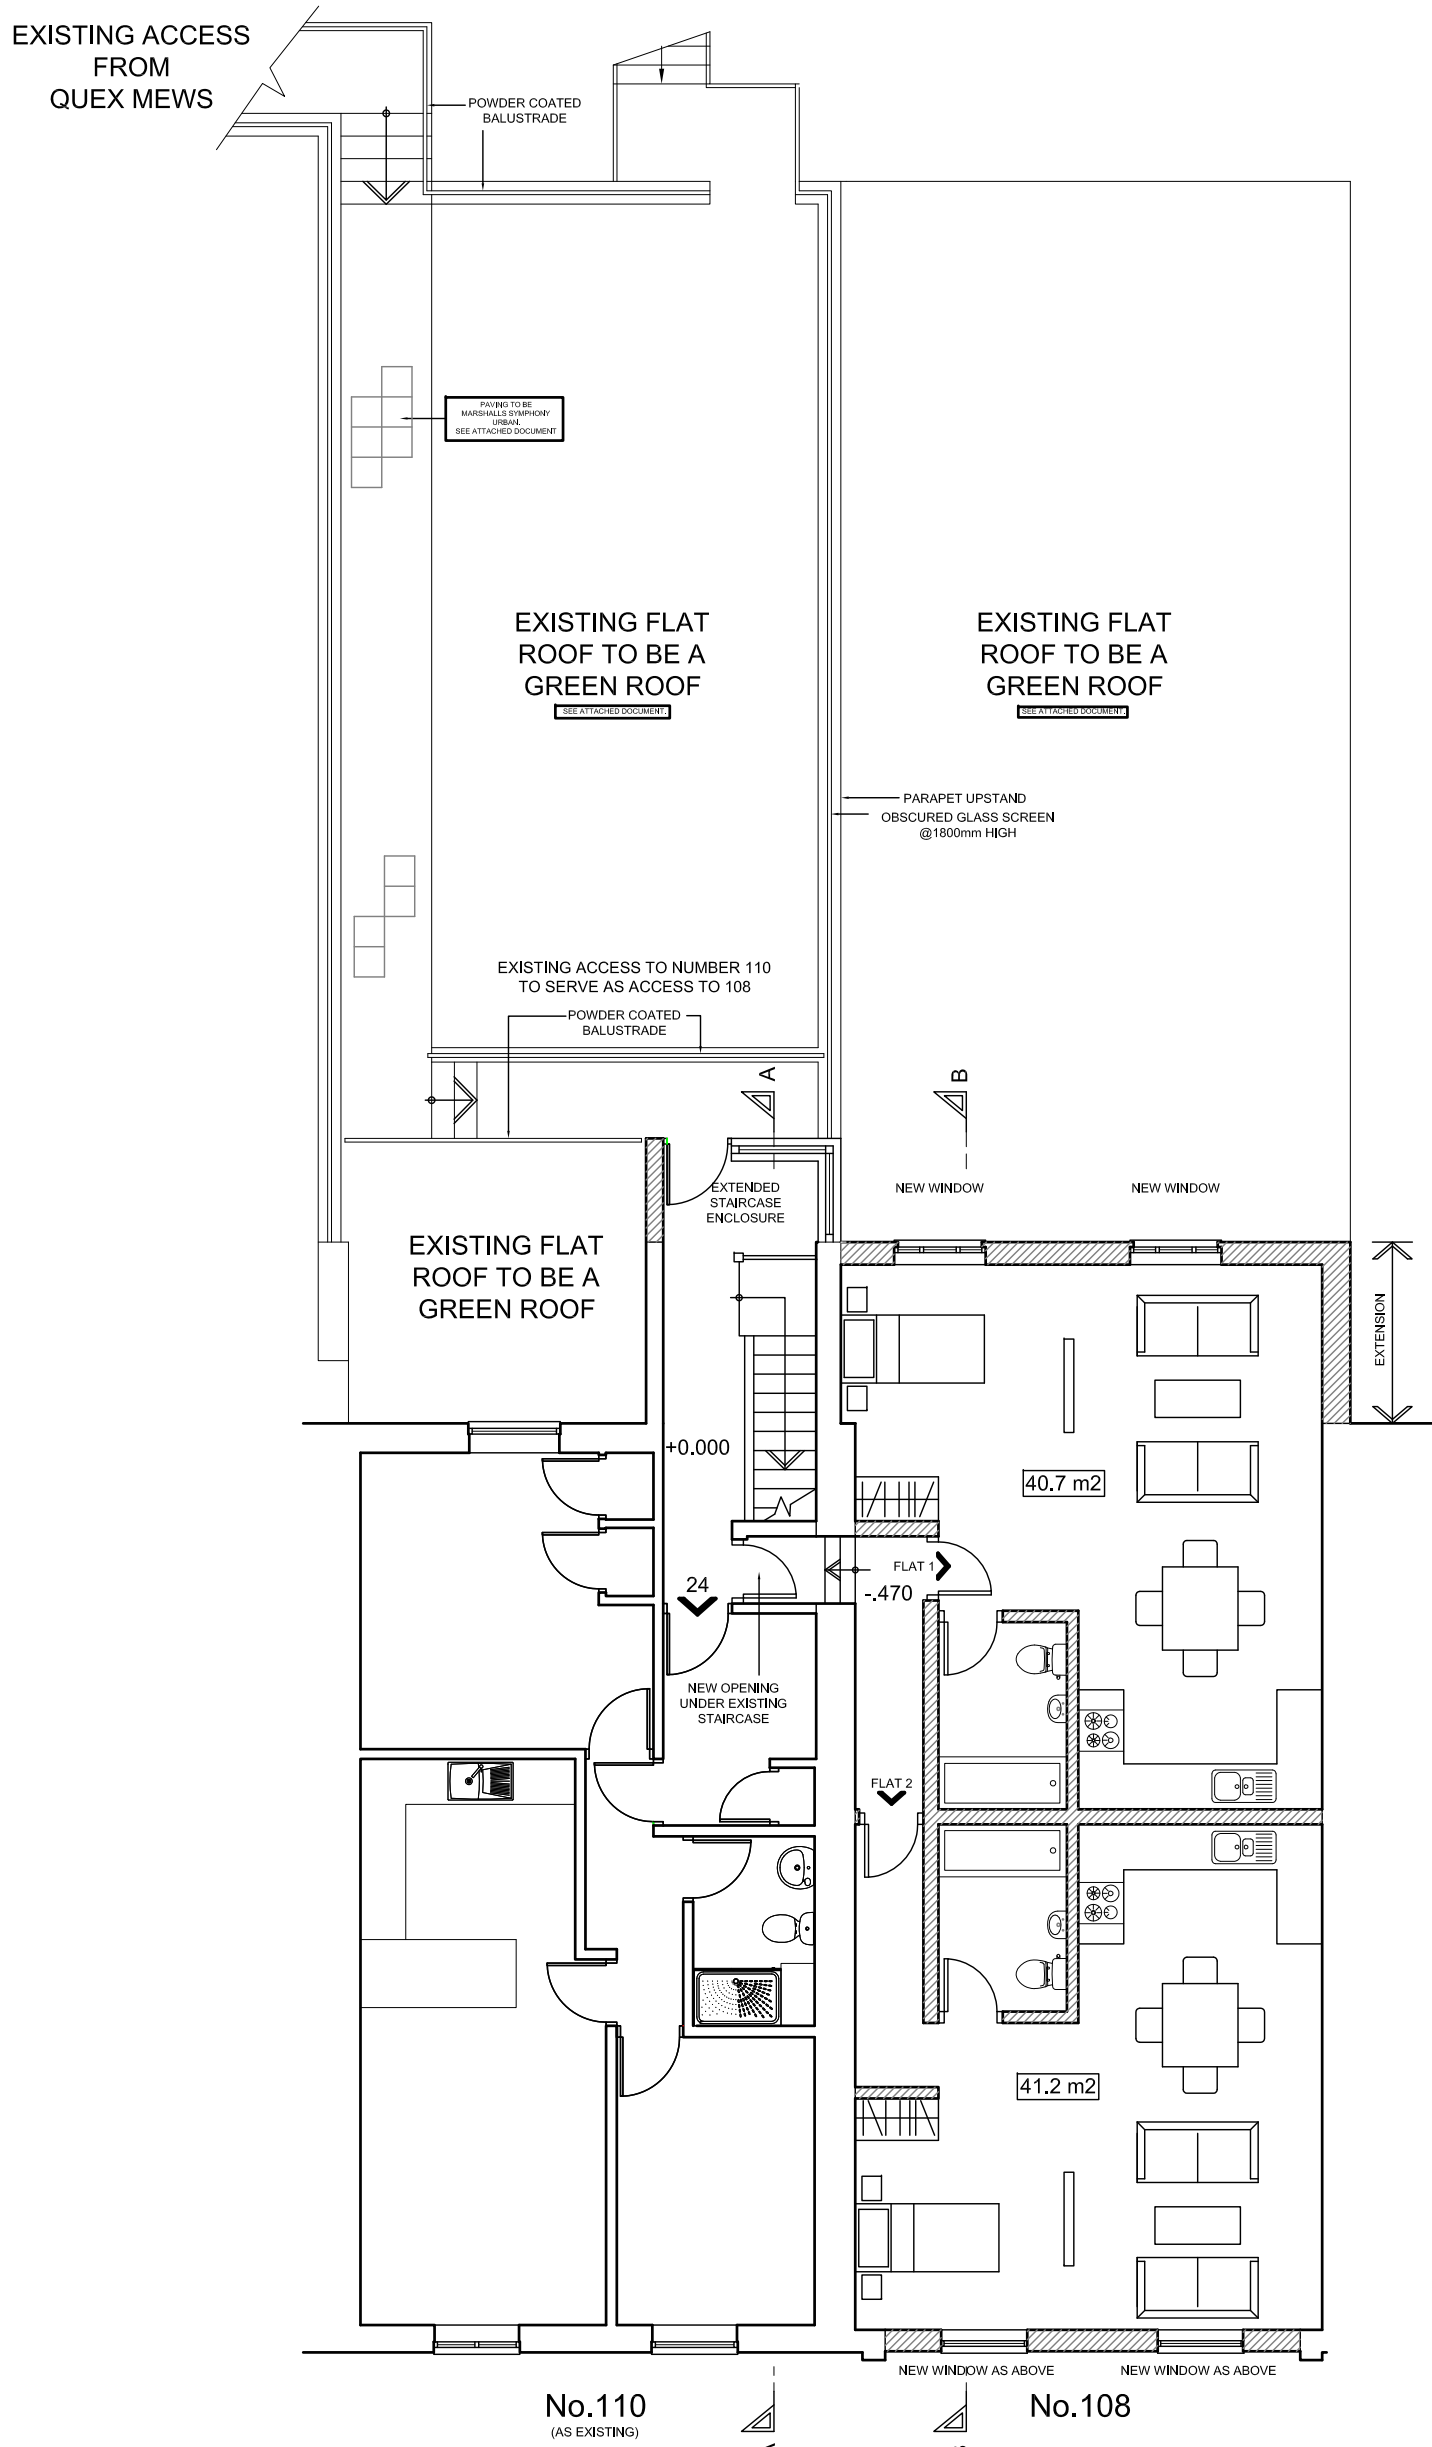 EXISTING ACCESS
FROM
QUEX MEWS
POWDER COATED
BALUSTRADE
PAVING TO BE
MARSHALLS SYMPHONY
URBAN.
SEE ATTACHED DOCUMENT
EXISTING FLAT
ROOF TO BE A
GREEN ROOF
SEE ATTACHED DOCUMENT.
EXISTING FLAT
ROOF TO BE A
GREEN ROOF
SEE ATTACHED DOCUMENT.
PARAPET UPSTAND
OBSCURED GLASS SCREEN
@1800mm HIGH
EXISTING ACCESS TO NUMBER 110
TO SERVE AS ACCESS TO 108
POWDER COATED
BALUSTRADE
A
B
EXTENDED
STAIRCASE
ENCLOSURE
NEW WINDOW
NEW WINDOW
EXISTING FLAT
ROOF TO BE A
GREEN ROOF
EXTENSION
+0.000
40.7 m2
FLAT 1
-.470
24
NEW OPENING
UNDER EXISTING
STAIRCASE
FLAT 2
41.2 m2
NEW WINDOW AS ABOVE
NEW WINDOW AS ABOVE
No.110
(AS EXISTING)
No.108